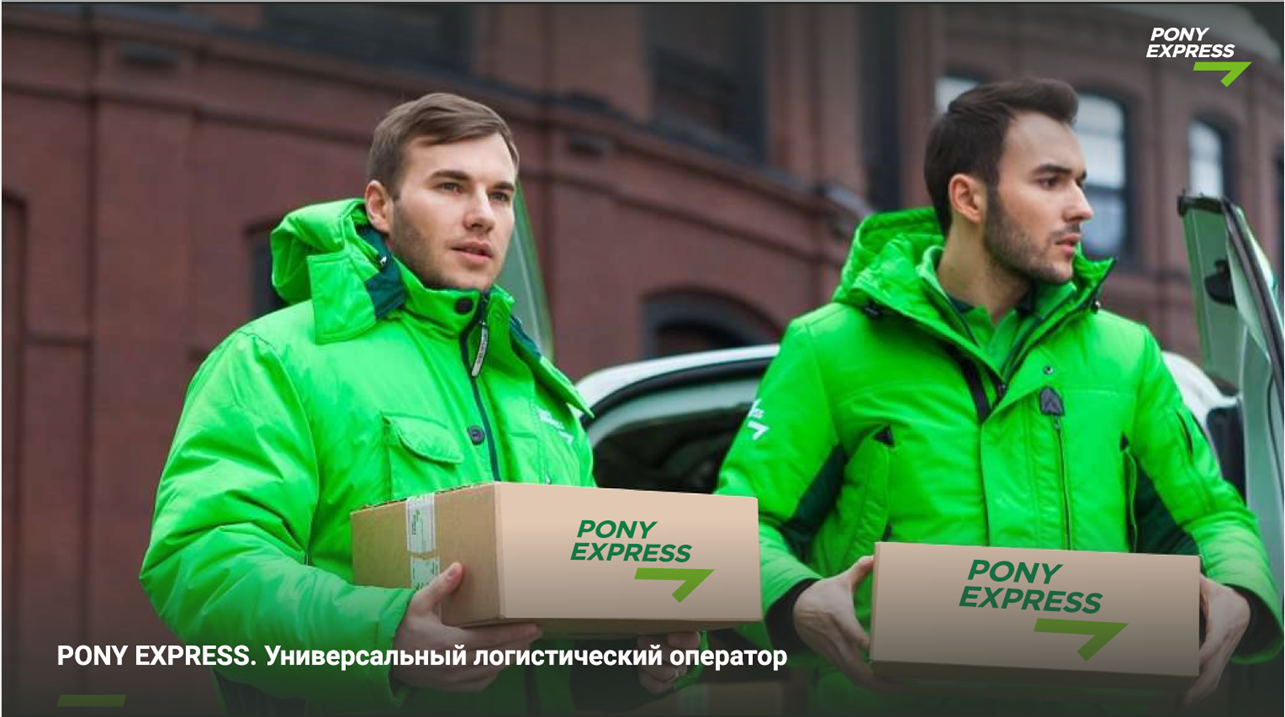 PONY
EXPRESS
PONY
EXPRESS
PONY
EXPRESS
PONY EXPRESS. Универсальный логистический оператор